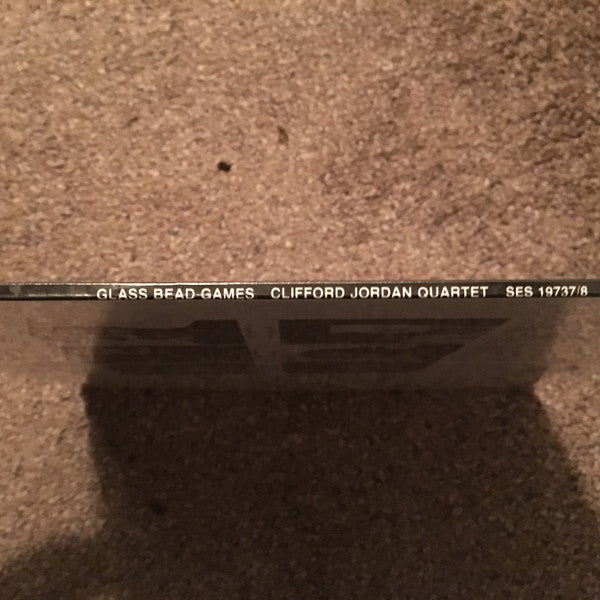 GLASS BEAD GAMES CLIFFORD JORDAN QUARTET SES 19737/8